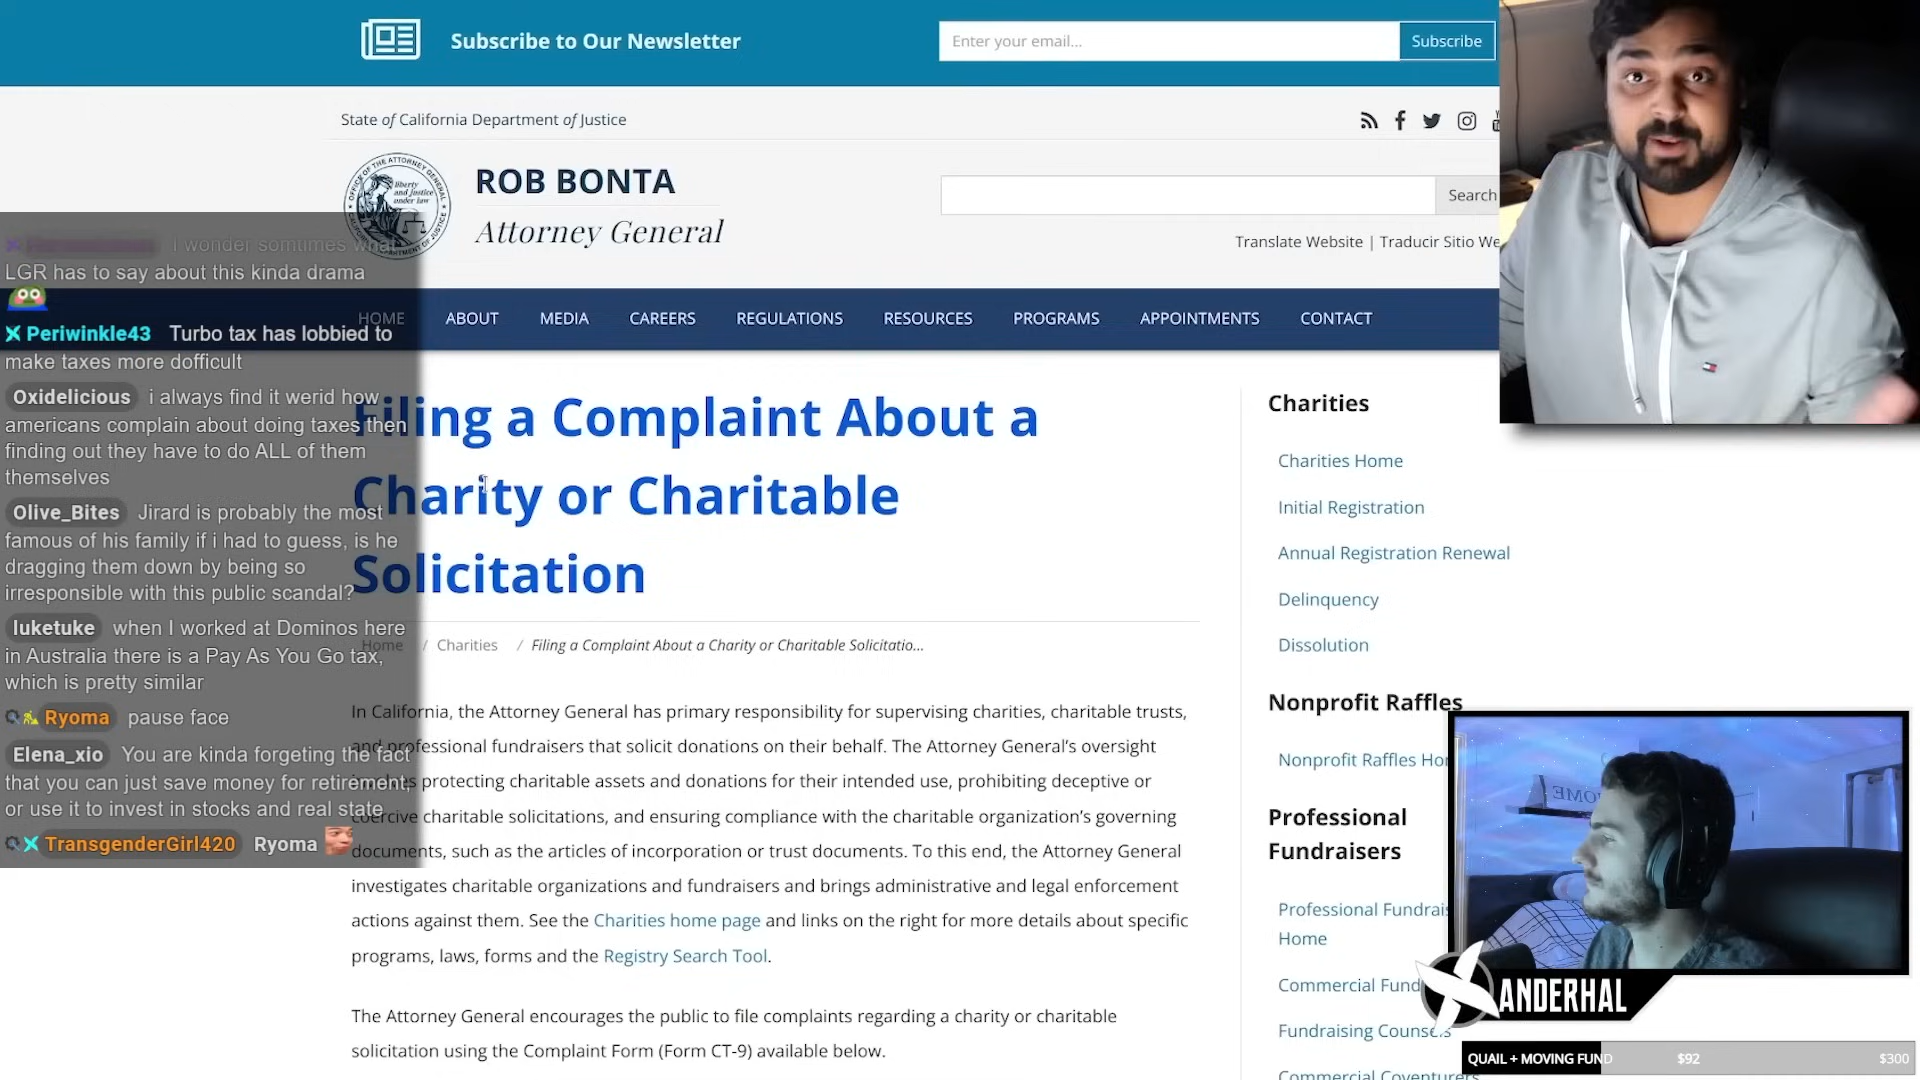 Subscribe to Our Newsletter
Enter your email...
Subscribe
State of California Department of Justice
ROB BONTA
Attorney General
Search
Translate Website | Traducir Sitio We
HOME
ABOUT
MEDIA
CAREERS
REGULATIONS
RESOURCES
PROGRAMS
APPOINTMENTS
CONTACT
I wonder somtimes what
LGR has to say about this kinda drama
Periwinkle43 Turbo tax has lobbied to
make taxes more dofficult
Oxidelicious i always find it werid how
americans complain about doing taxes then
finding out they have to do ALL of them
themselves
Olive_Bites Jirard is probably the most
famous of his family if i had to guess, is he
dragging them down by being so
irresponsible with this public scandal?
luketuke when I worked at Dominos here
in Australia there is a Pay As You Go tax,
which is pretty similar
Ryoma pause face
Elena_xio You are kinda forgeting the fact
that you can just save money for retirement,
or use it to invest in stocks and real state
TransgenderGirl420 Ryoma
Filing a Complaint About a
Charity or Charitable
Solicitation
Home / Charities / Filing a Complaint About a Charity or Charitable Solicitatio...
In California, the Attorney General has primary responsibility for supervising charities, charitable trusts,
and professional fundraisers that solicit donations on their behalf. The Attorney General's oversight
protecting charitable assets and donations for their intended use, prohibiting deceptive or
coercive charitable solicitations, and ensuring compliance with the charitable organization's governing
documents, such as the articles of incorporation or trust documents. To this end, the Attorney General
investigates charitable organizations and fundraisers and brings administrative and legal enforcement
actions against them. See the Charities home page and links on the right for more details about specific
programs, laws, forms and the Registry Search Tool.
The Attorney General encourages the public to file complaints regarding a charity or charitable
solicitation using the Complaint Form (Form CT-9) available below.
Charities
Charities Home
Initial Registration
Annual Registration Renewal
Delinquency
Dissolution
Nonprofit Raffles
Nonprofit Raffles Ho
Professional
Fundraisers
Professional Fundrais
Home
Commercial Fund
Fundraising Counsels
Commercial Coventurers
HOME
ANDERHAL
QUAIL + MOVING FUND
$92
$300